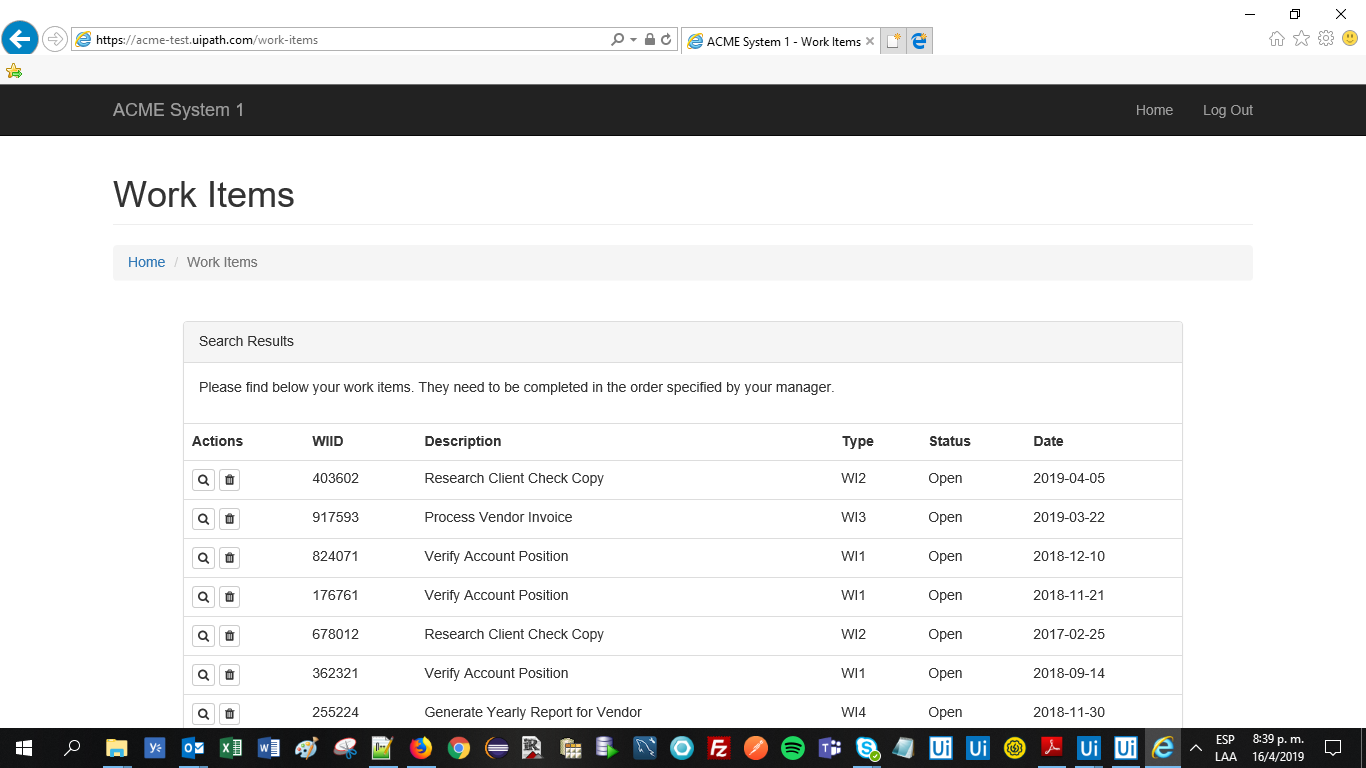 https://acme-test.uipath.com/work-items
ACME System 1 - Work Items
ACME System 1
Home
Log Out
Work Items
Home / Work Items
Search Results
Please find below your work items. They need to be completed in the order specified by your manager.
Actions WIID Description Type Status Date
403602 Research Client Check Copy WI2 Open 2019-04-05
917593 Process Vendor Invoice WI3 Open 2019-03-22
824071 Verify Account Position WI1 Open 2018-12-10
176761 Verify Account Position WI1 Open 2018-11-21
678012 Research Client Check Copy WI2 Open 2017-02-25
362321 Verify Account Position WI1 Open 2018-09-14
255224 Generate Yearly Report for Vendor WI4 Open 2018-11-30
ESP 8:39 p. m.
LAA 16/4/2019